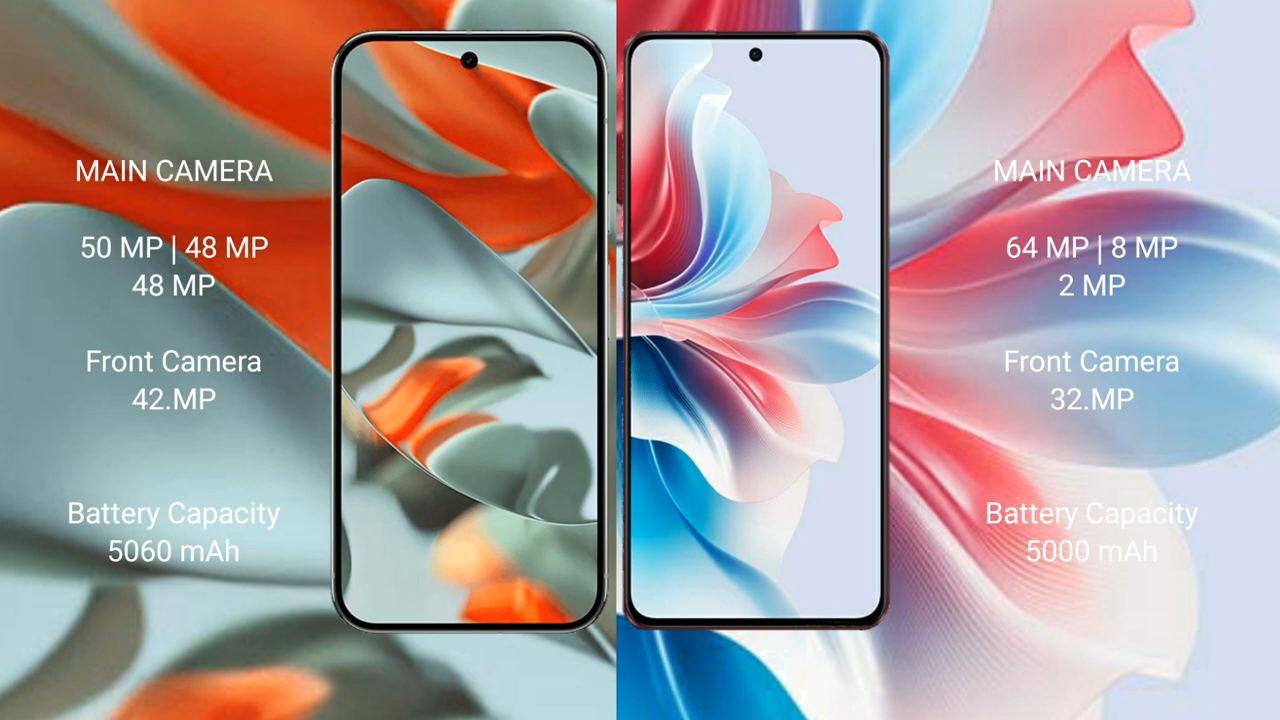 MAIN CAMERA
50 MP | 48 MP
48 MP
Front Camera
42.MP
Battery Capacity
5060 mAh
MAIN CAMERA
64 MP | 8 MP
2 MP
Front Camera
32.MP
Battery Capacity
5000 mAh